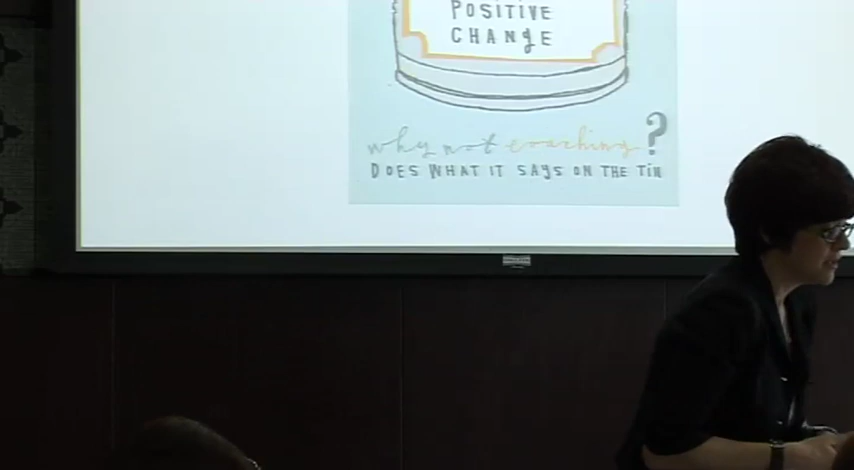 POSITIVE
CHANGE
why not coaching?
DOES WHAT IT SAYS ON THE TIN